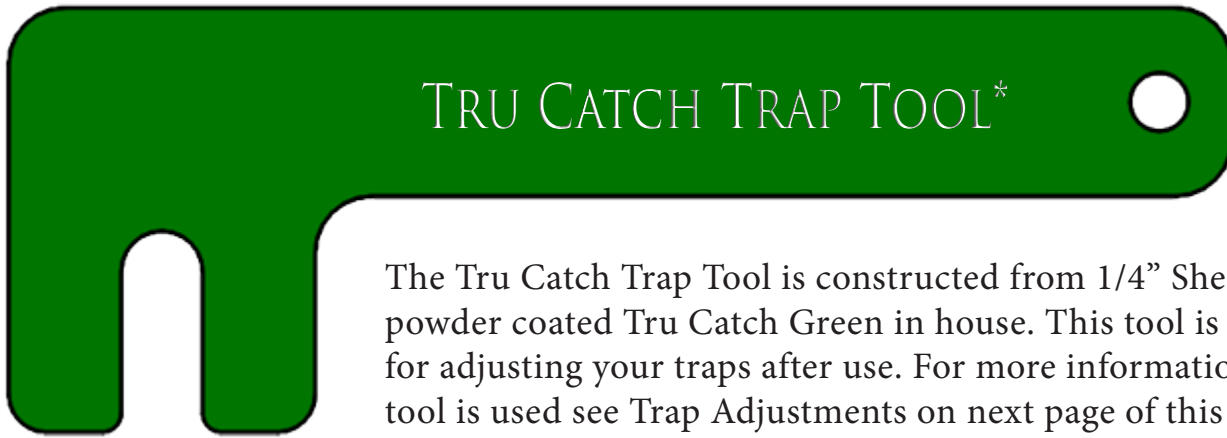 TRU CATCH TRAP TOOL*
The Tru Catch Trap Tool is constructed from 1/4”
powder coated Tru Catch Green in house. This tool is
for adjusting your traps after use. For more
tool is used see Trap Adjustments on next page of this